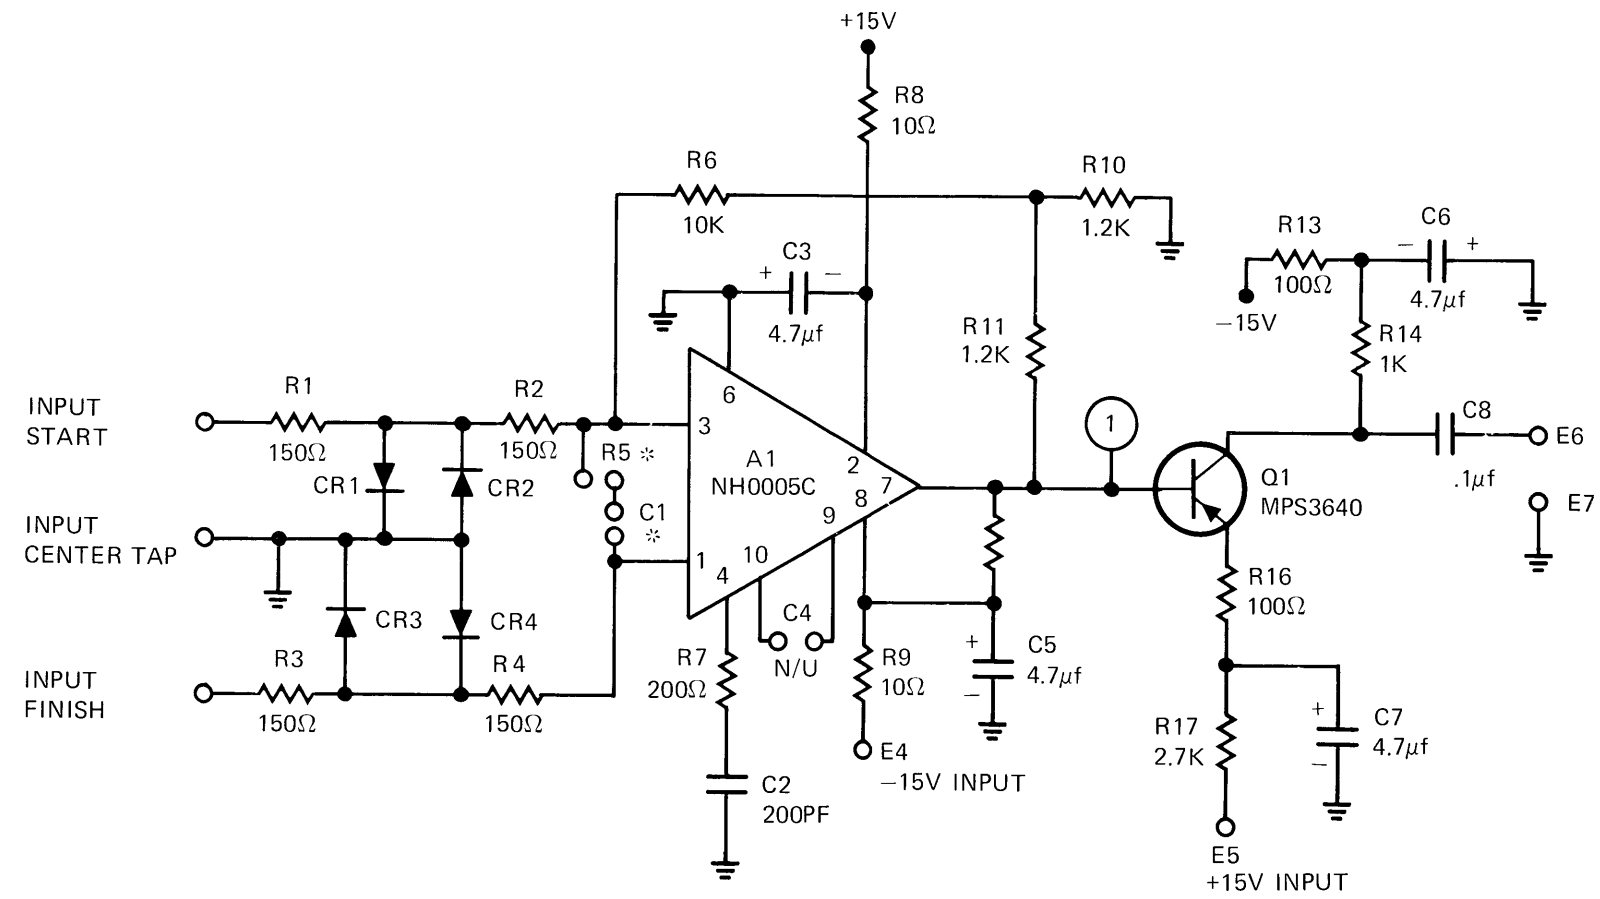 +15V
R8
10Ω
R6
10K
R10
1.2K
C3
+ −
4.7μf
R11
1.2K
R13
100Ω
−15V
C6
− +
4.7μf
R14
1K
C8
.1μf
E6
E7
INPUT
START
R1
150Ω
R2
150Ω
CR1
CR2
R5 *
C1
*
INPUT
CENTER TAP
CR3
CR4
INPUT
FINISH
R3
150Ω
R4
150Ω
6
3
A1
NH0005C
2
7
8
9
10
1
4
1
Q1
MPS3640
C4
N/U
R7
200Ω
C2
200PF
R9
10Ω
E4
−15V INPUT
+
C5
4.7μf
−
R16
100Ω
R17
2.7K
+
C7
4.7μf
−
E5
+15V INPUT